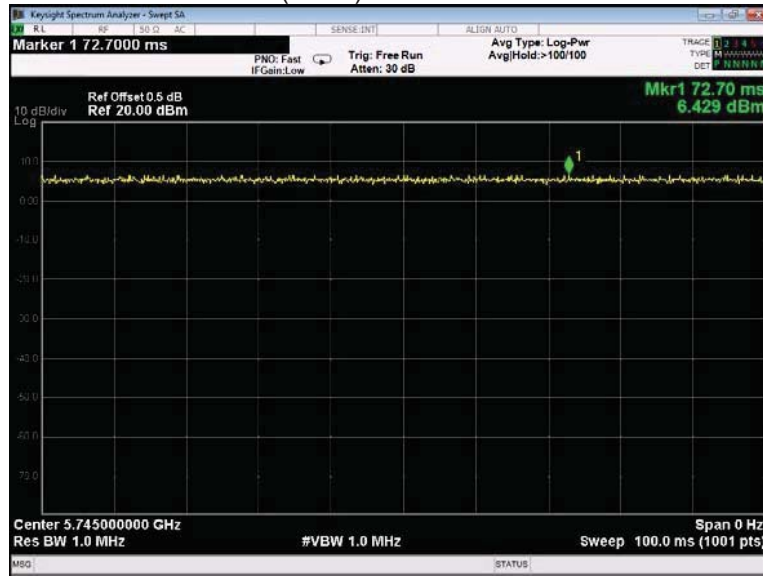 Keysight Spectrum Analyzer - Swept SA
RL RF 50 Ω AC SENSE:INT ALIGN AUTO
Marker 1 72.7000 ms
PNO: Fast
IFGain:Low
Trig: Free Run
Atten: 30 dB
Avg Type: Log-Pwr
Avg|Hold:>100/100
TRACE 1 2 3 4 5
TYPE M
DET P N N N N
Mkr1 72.70 ms
6.429 dBm
Ref Offset 0.5 dB
10 dB/div Ref 20.00 dBm
Log
10.0
1
0.00
-10.0
-20.0
-30.0
-40.0
-50.0
-60.0
-70.0
Center 5.745000000 GHz Span 0 Hz
Res BW 1.0 MHz #VBW 1.0 MHz Sweep 100.0 ms (1001 pts)
MSG STATUS